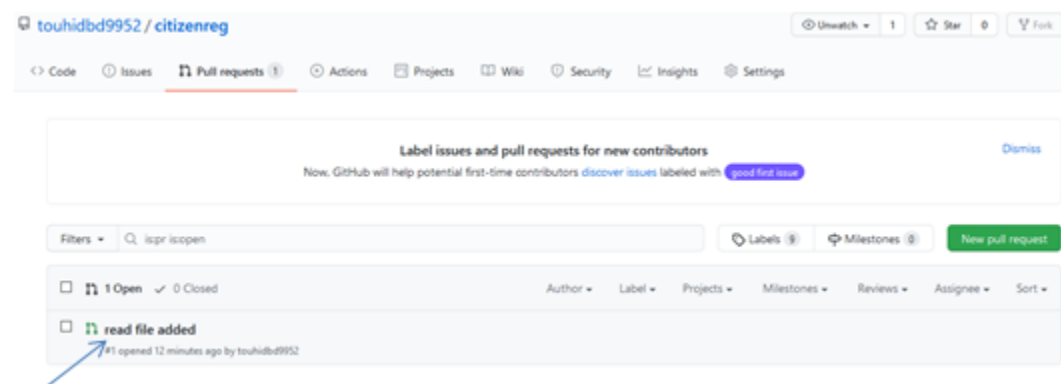 touhidbd9952 / citizenreg
Unwatch 1 Star 0 Fork
Code Issues Pull requests 1 Actions Projects Wiki Security Insights Settings
Label issues and pull requests for new contributors
Dismiss
Now, GitHub will help potential first-time contributors discover issues labeled with good first issue
Filters is:pr is:open Labels 9 Milestones 0 New pull request
1 Open 0 Closed Author Label Projects Milestones Reviews Assignee Sort
read file added
#1 opened 12 minutes ago by touhidbd9952